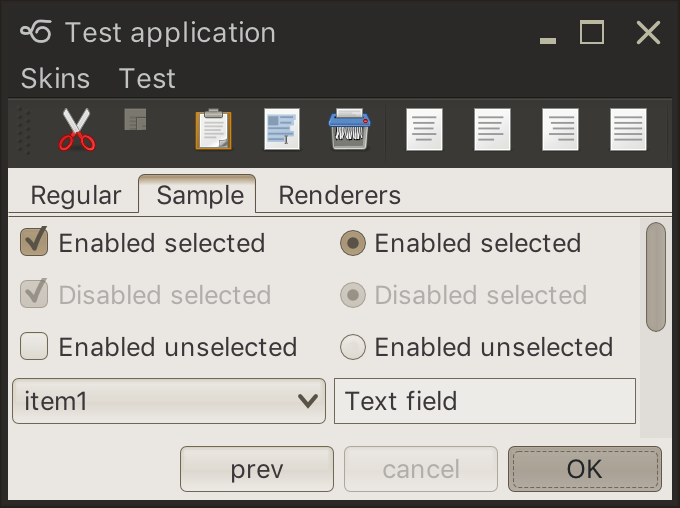 Test application
Skins Test
Regular Sample Renderers
Enabled selected Enabled selected
Disabled selected Disabled selected
Enabled unselected Enabled unselected
item1 Text field
prev cancel OK